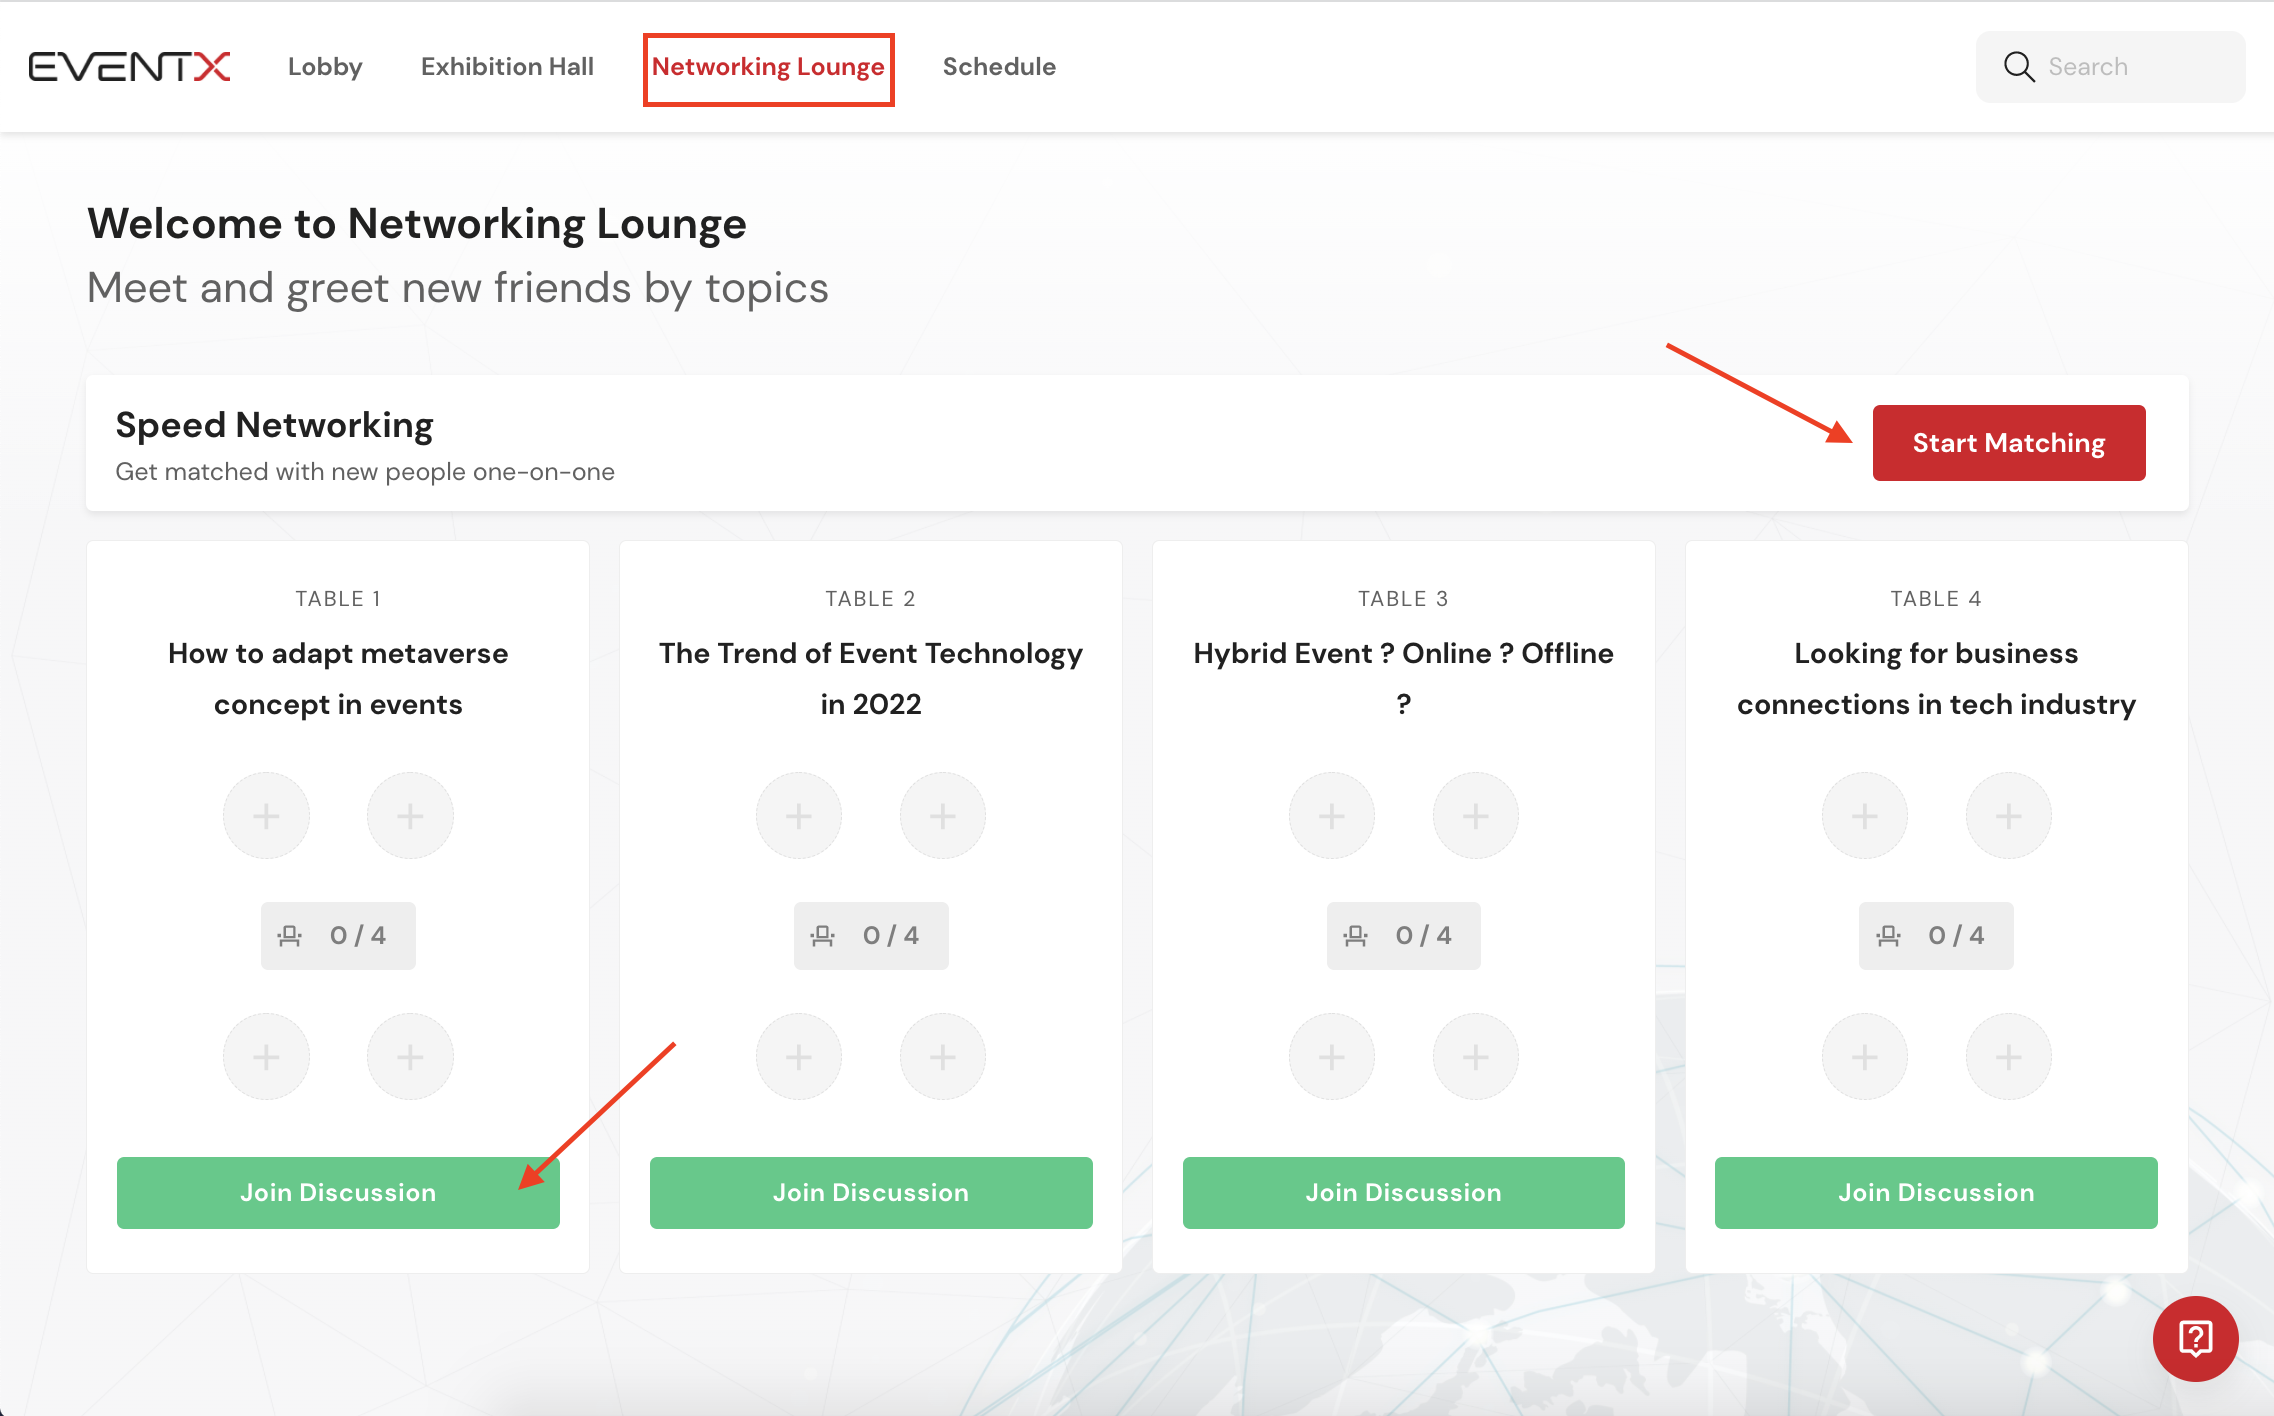 EVENTX Lobby Exhibition Hall Networking Lounge Schedule Search
Welcome to Networking Lounge
Meet and greet new friends by topics
Speed Networking
Get matched with new people one-on-one
Start Matching
TABLE 1
How to adapt metaverse
concept in events
0 / 4
Join Discussion
TABLE 2
The Trend of Event Technology
in 2022
0 / 4
Join Discussion
TABLE 3
Hybrid Event ? Online ? Offline
?
0 / 4
Join Discussion
TABLE 4
Looking for business
connections in tech industry
0 / 4
Join Discussion